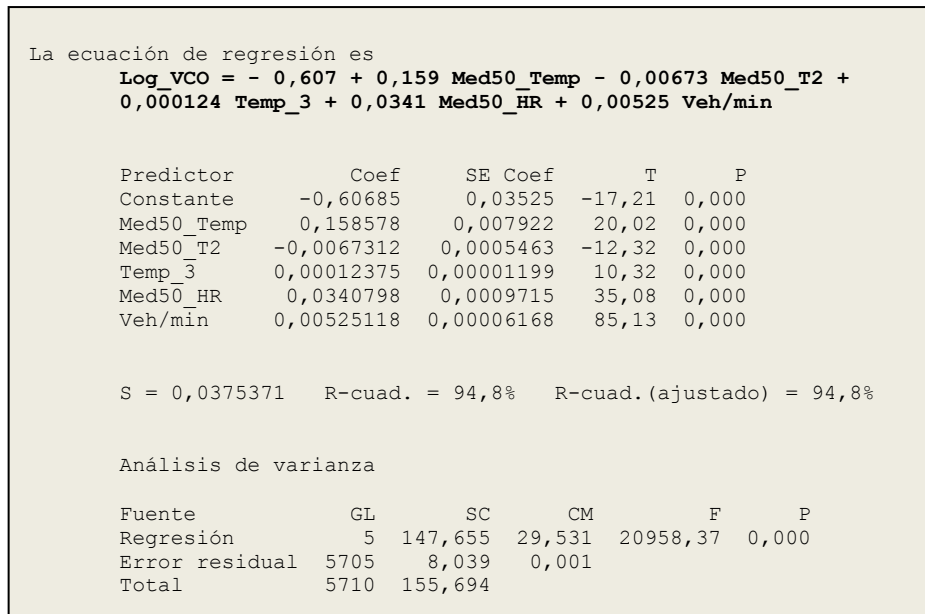 La ecuación de regresión es
Log_VCO = - 0,607 + 0,159 Med50_Temp - 0,00673 Med50_T2 +
0,000124 Temp_3 + 0,0341 Med50_HR + 0,00525 Veh/min
Predictor Coef SE Coef T P
Constante -0,60685 0,03525 -17,21 0,000
Med50_Temp 0,158578 0,007922 20,02 0,000
Med50_T2 -0,0067312 0,0005463 -12,32 0,000
Temp_3 0,00012375 0,00001199 10,32 0,000
Med50_HR 0,0340798 0,0009715 35,08 0,000
Veh/min 0,00525118 0,00006168 85,13 0,000
S = 0,0375371 R-cuad. = 94,8% R-cuad.(ajustado) = 94,8%
Análisis de varianza
Fuente GL SC CM F P
Regresión 5 147,655 29,531 20958,37 0,000
Error residual 5705 8,039 0,001
Total 5710 155,694